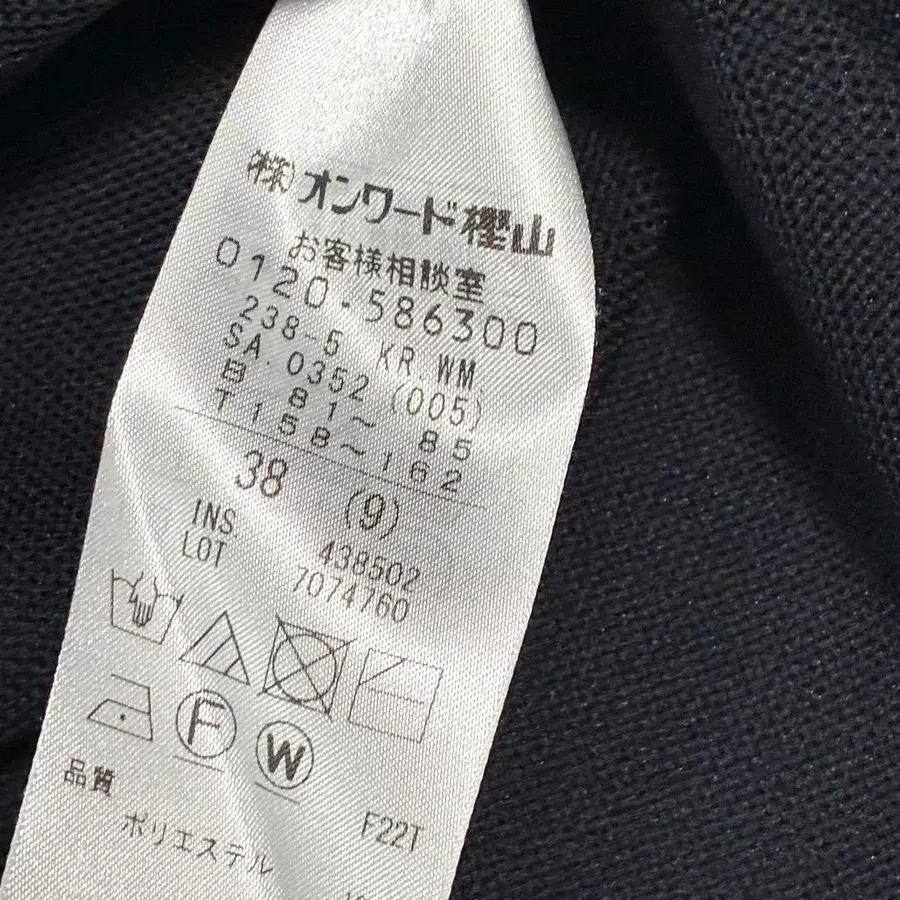 (株)オンワード樫山
お客様相談室
0120-586300
238-5 KR WM.
SA.0352 (005)
B 81〜 85
T158〜162
38 (9)
INS 438502
LOT 7074760
F W
品質 F22T
ポリエステル